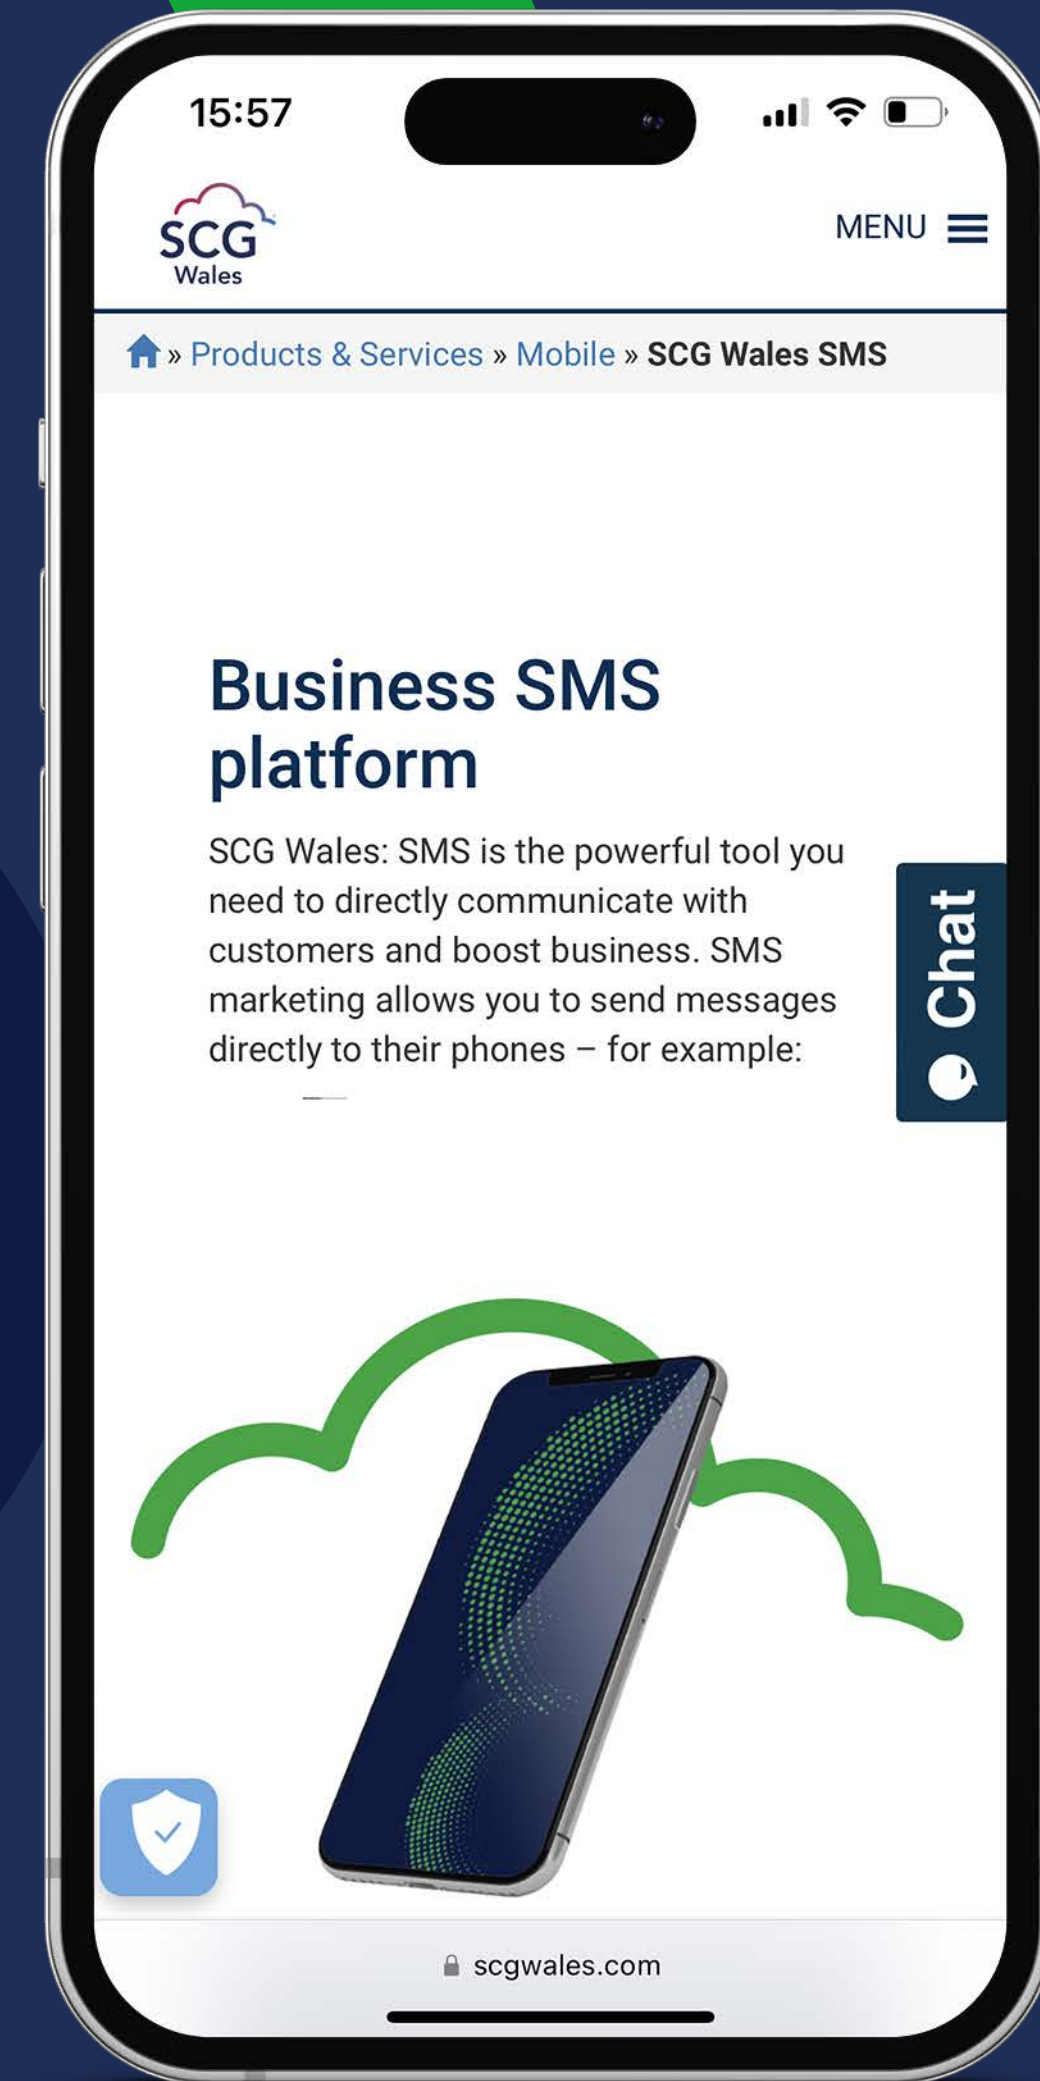 15:57
SCG
Wales
MENU
» Products & Services » Mobile » SCG Wales SMS
Business SMS
platform
SCG Wales: SMS is the powerful tool you
need to directly communicate with
customers and boost business. SMS
marketing allows you to send messages
directly to their phones – for example:
Chat
scgwales.com